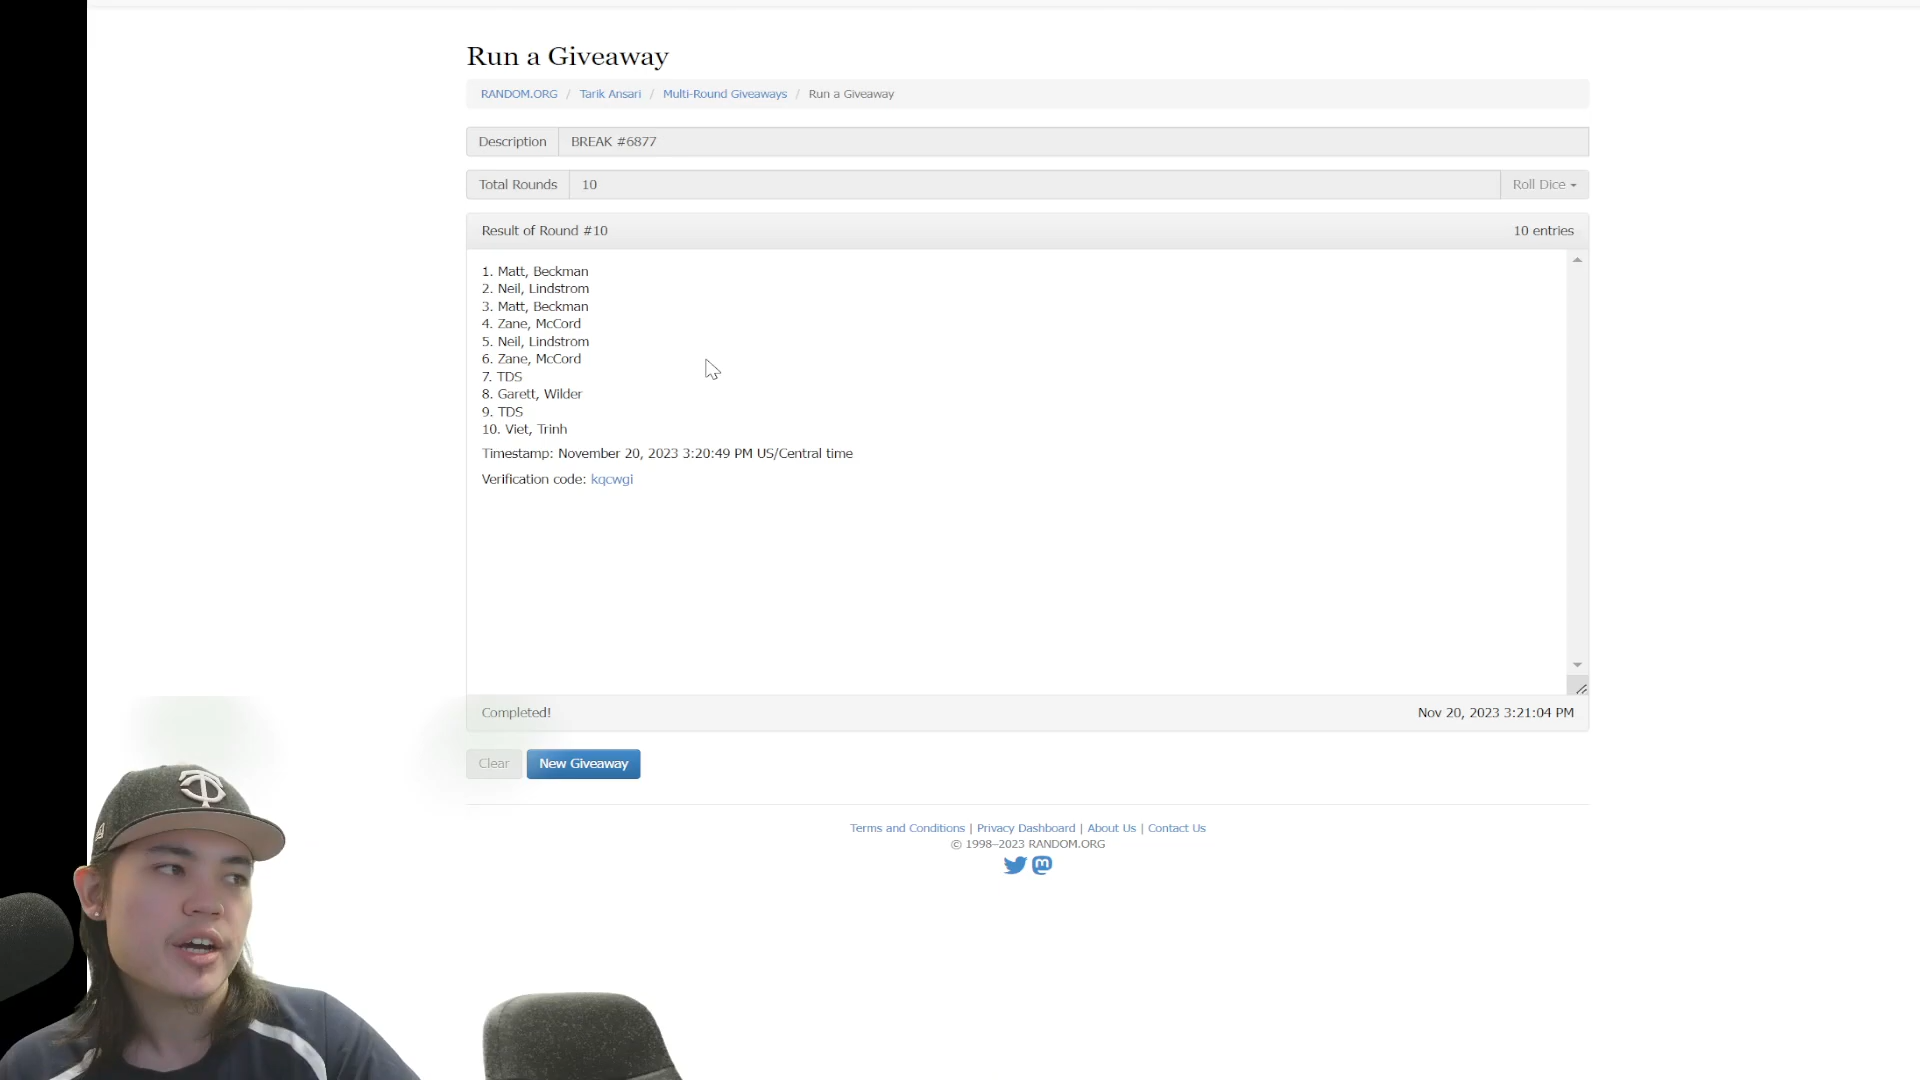 Run a Giveaway
RANDOM.ORG / Tarik Ansari / Multi-Round Giveaways / Run a Giveaway
Description BREAK #6877
Total Rounds 10 Roll Dice
Result of Round #10 10 entries
1. Matt, Beckman
2. Neil, Lindstrom
3. Matt, Beckman
4. Zane, McCord
5. Neil, Lindstrom
6. Zane, McCord
7. TDS
8. Garett, Wilder
9. TDS
10. Viet, Trinh
Timestamp: November 20, 2023 3:20:49 PM US/Central time
Verification code: kqcwgi
Completed! Nov 20, 2023 3:21:04 PM
Clear New Giveaway
Terms and Conditions | Privacy Dashboard | About Us | Contact Us
© 1998–2023 RANDOM.ORG
TC